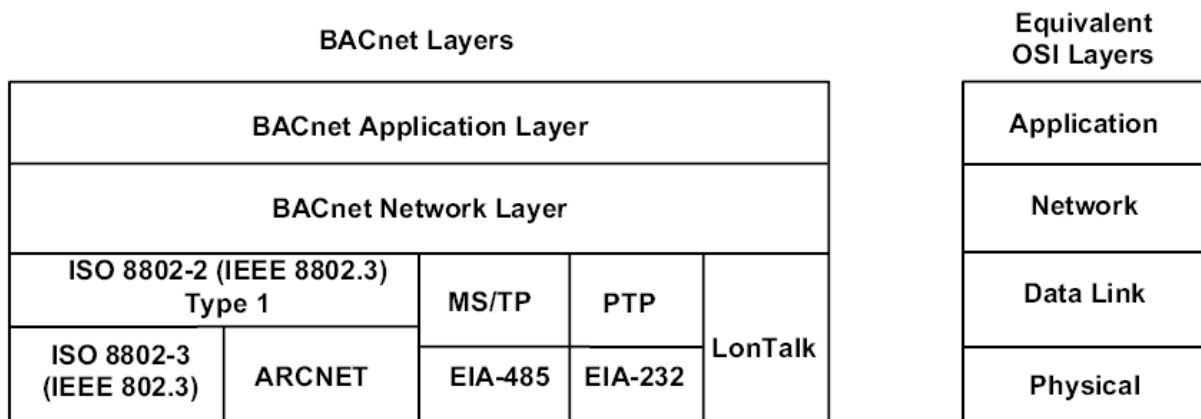 BACnet Layers
Equivalent
OSI Layers
BACnet Application Layer
Application
BACnet Network Layer
Network
ISO 8802-2 (IEEE 8802.3)
Type 1
MS/TP
PTP
LonTalk
Data Link
ISO 8802-3
(IEEE 802.3)
ARCNET
EIA-485
EIA-232
Physical